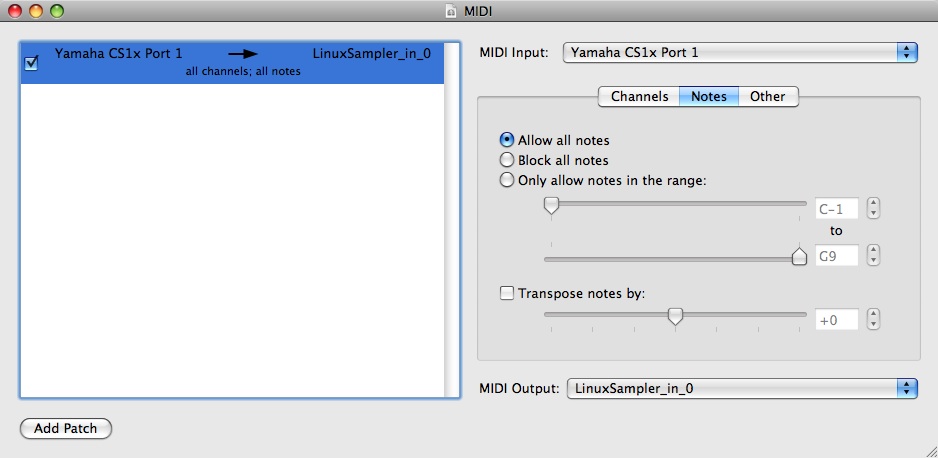 MIDI
Yamaha CS1x Port 1 LinuxSampler_in_0
all channels; all notes
MIDI Input: Yamaha CS1x Port 1
Channels Notes Other
Allow all notes
Block all notes
Only allow notes in the range:
C-1
to
G9
Transpose notes by:
+0
MIDI Output: LinuxSampler_in_0
Add Patch